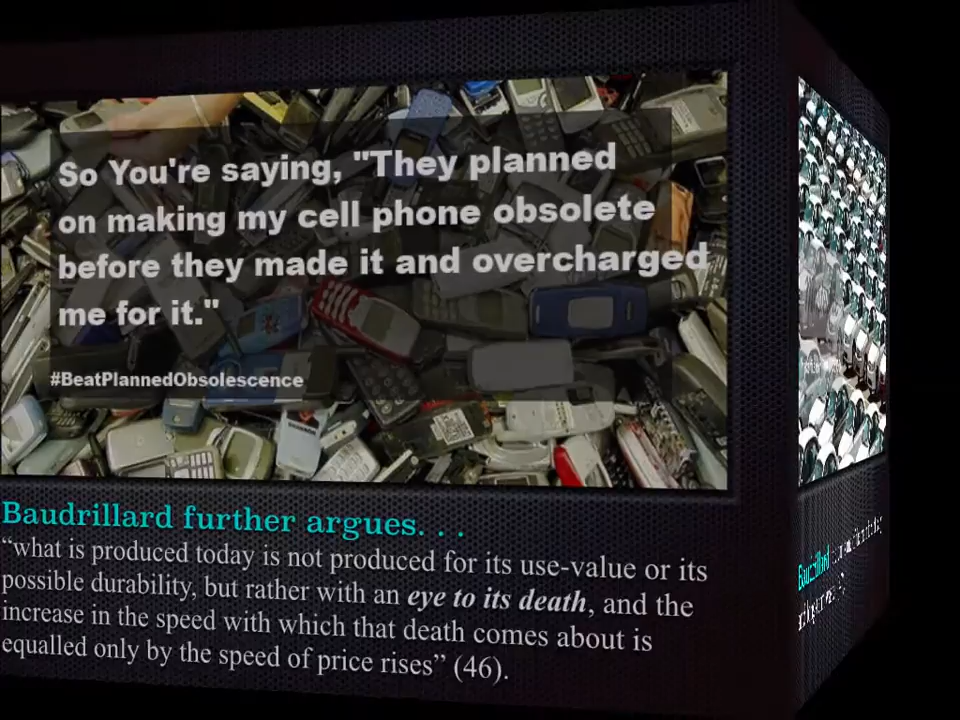 So You're saying, "They planned
on making my cell phone obsolete
before they made it and overcharged
me for it."
#BeatPlannedObsolescence
Baudrillard further argues. . .
“what is produced today is not produced for its use-value or its
possible durability, but rather with an eye to its death, and the
increase in the speed with which that death comes about is
equalled only by the speed of price rises” (46).
Baudrillard